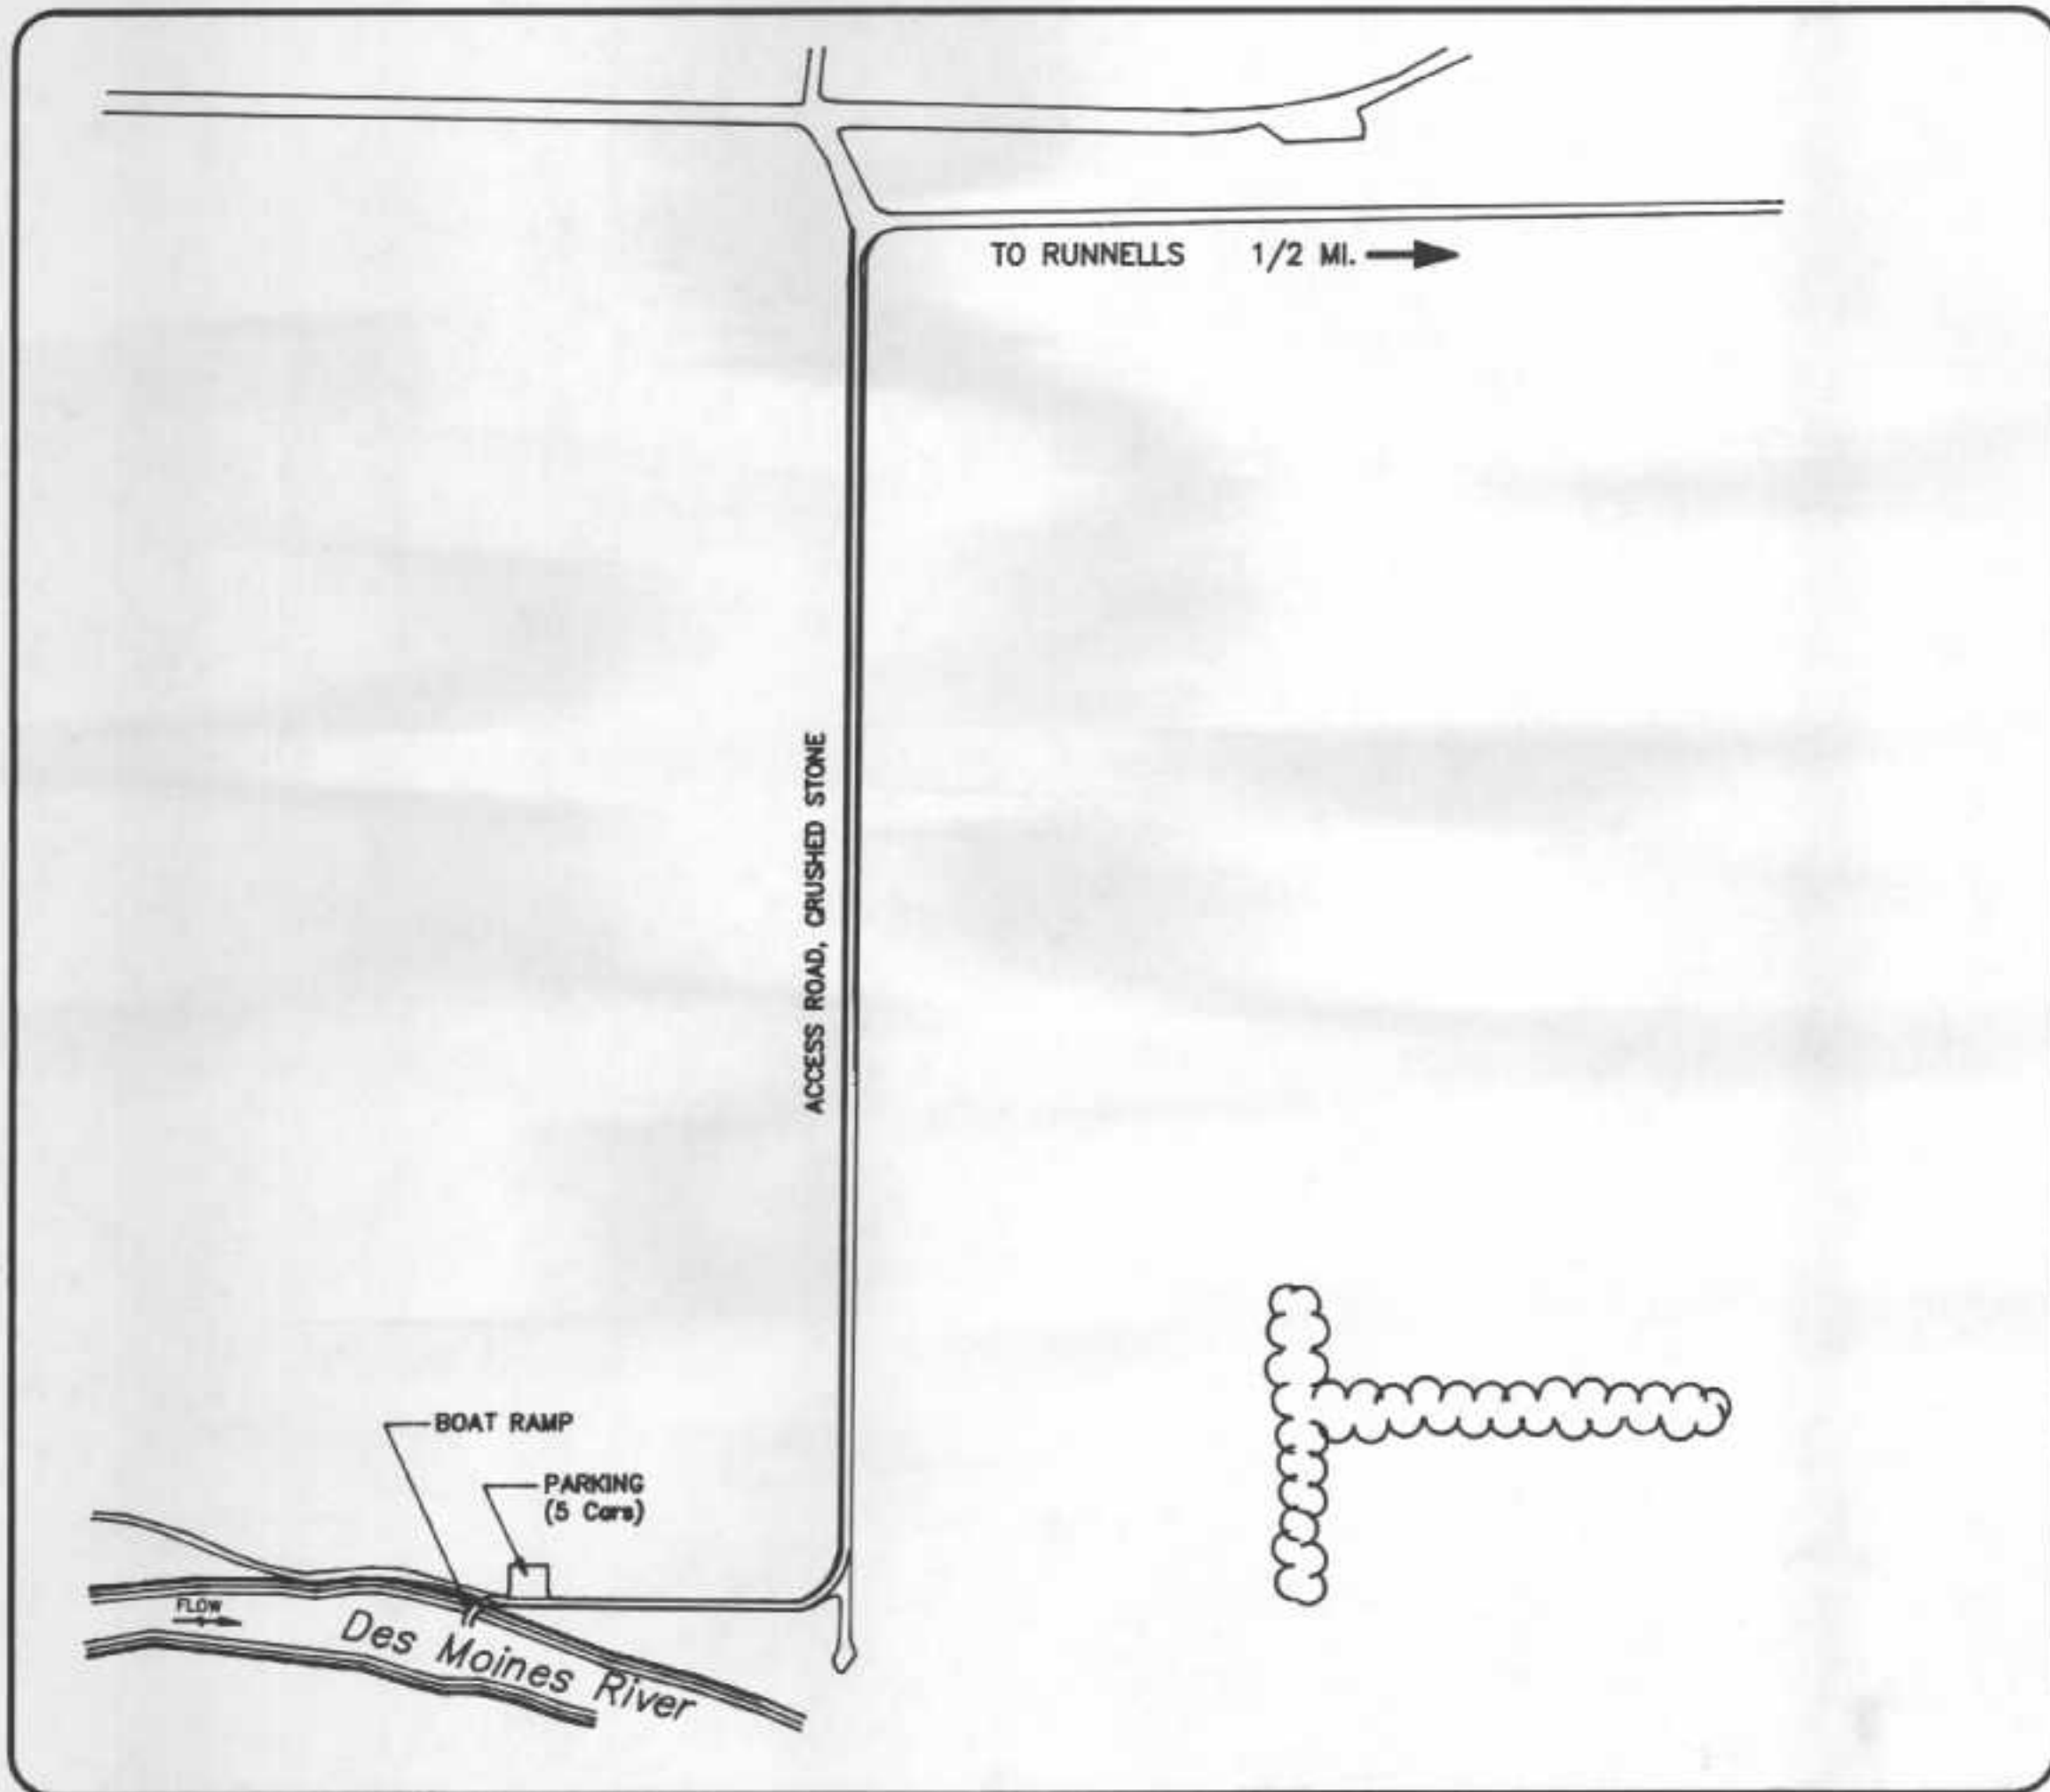 TO RUNNELLS 1/2 MI.
ACCESS ROAD, CRUSHED STONE
BOAT RAMP
PARKING
(5 Cars)
FLOW
Des Moines River